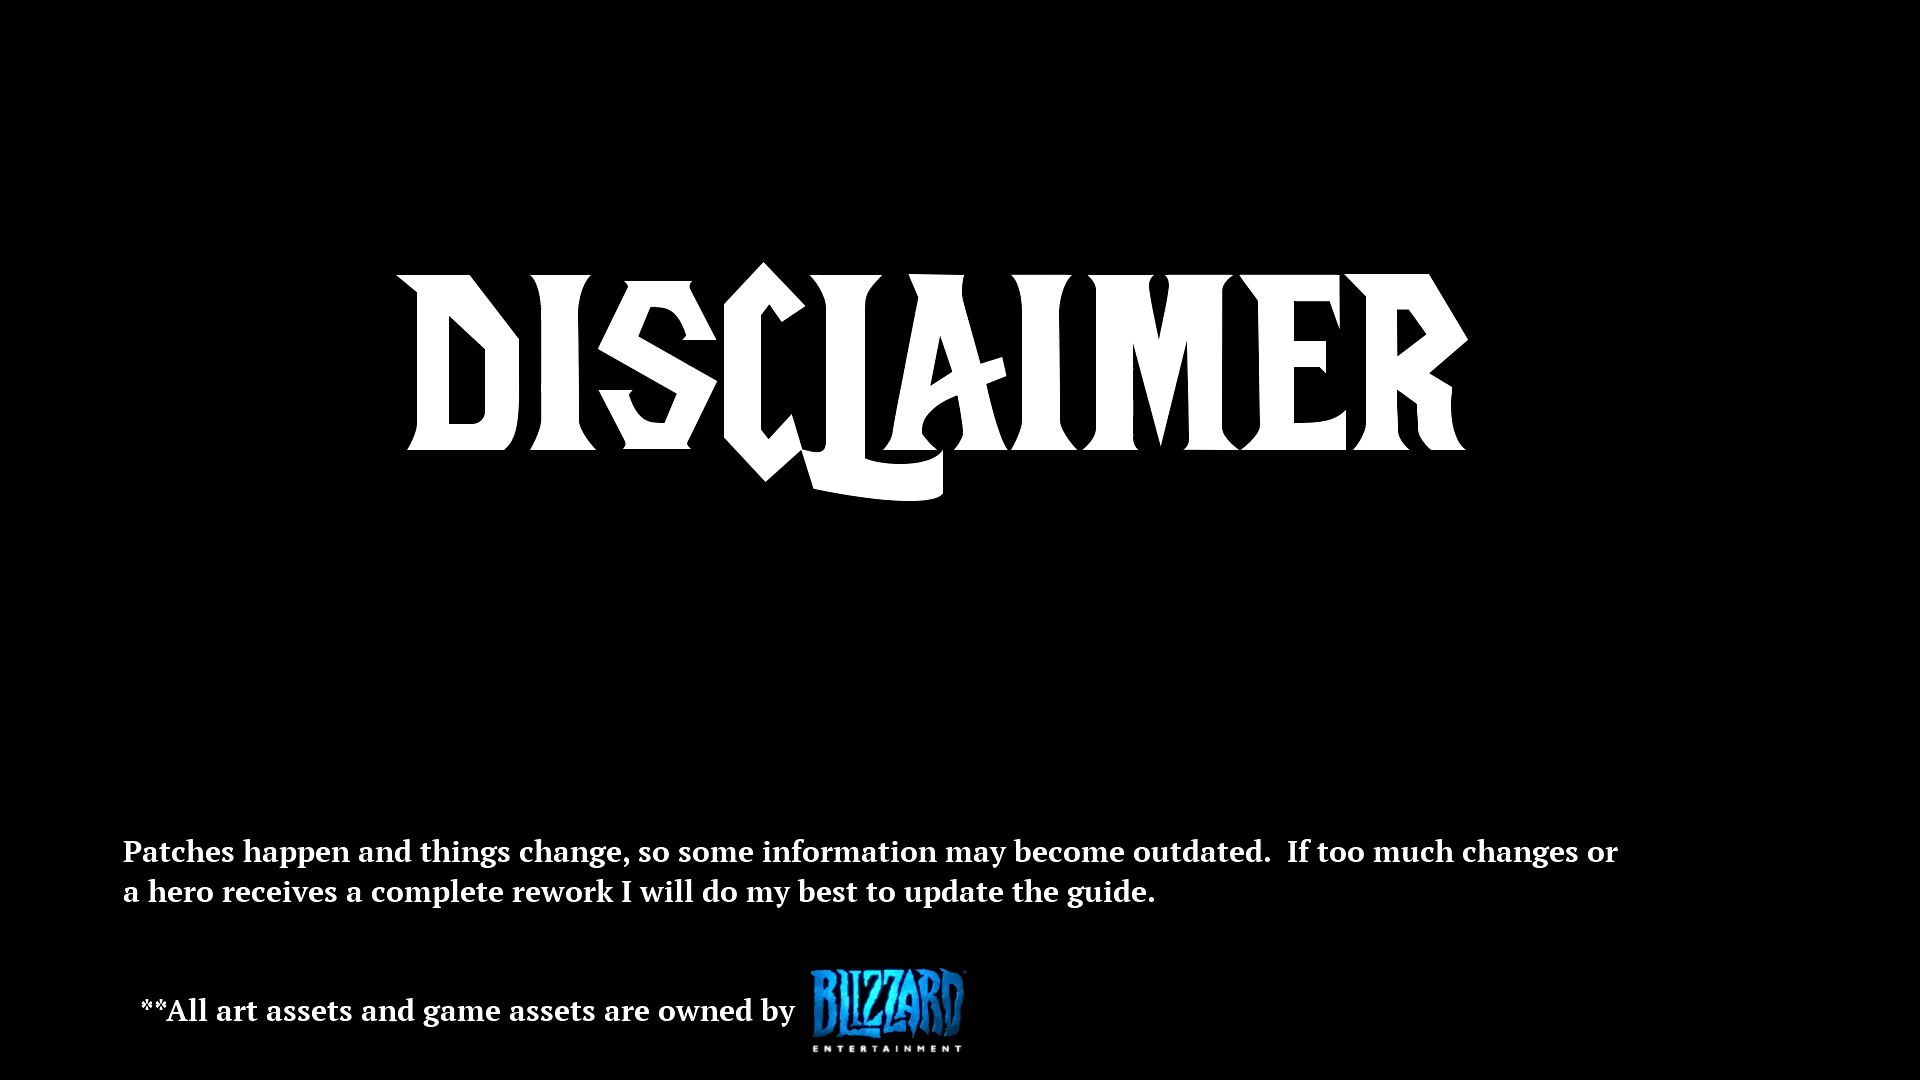 DISCLAIMER
Patches happen and things change, so some information may become outdated.  If too much changes or
a hero receives a complete rework I will do my best to update the guide.
**All art assets and game assets are owned by BLIZZARD
ENTERTAINMENT